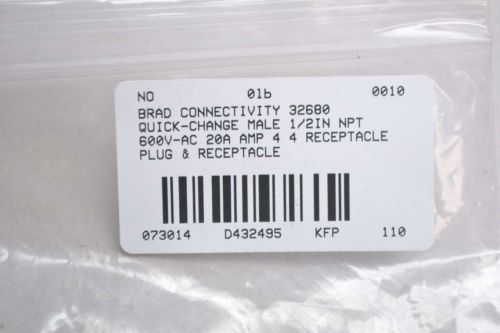 NO 01b 0010
BRAD CONNECTIVITY 32680
QUICK-CHANGE MALE 1/2IN NPT
600V-AC 20A AMP 4 4 RECEPTACLE
PLUG & RECEPTACLE
073014 D432495 KFP 110